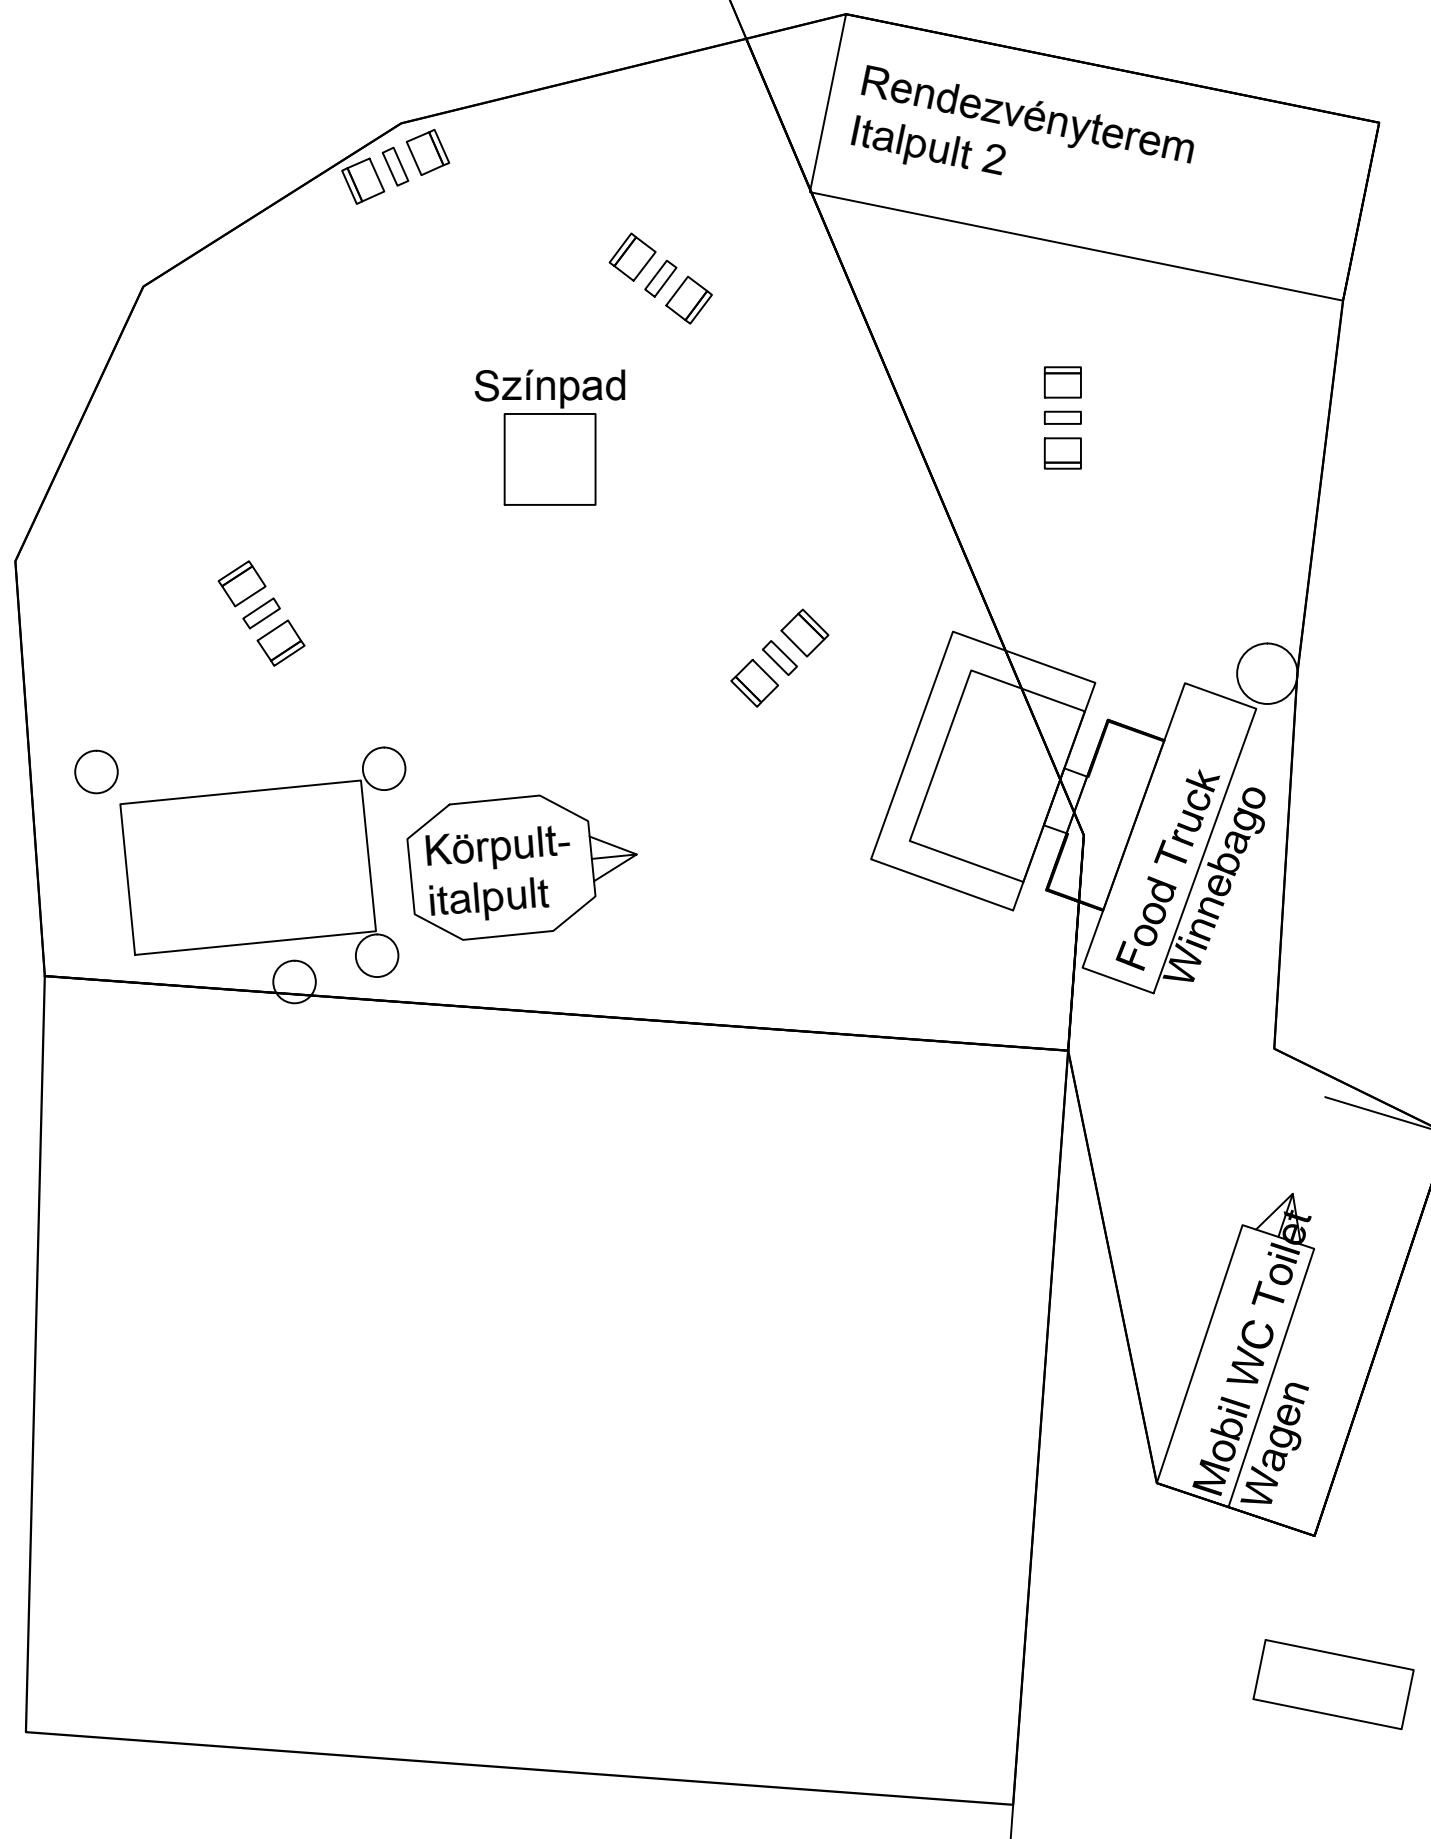 Rendezvényterem
Italpult 2
Színpad
Körpult-
italpult
Food Truck
Winnebago
Mobil WC Toilet
Wagen